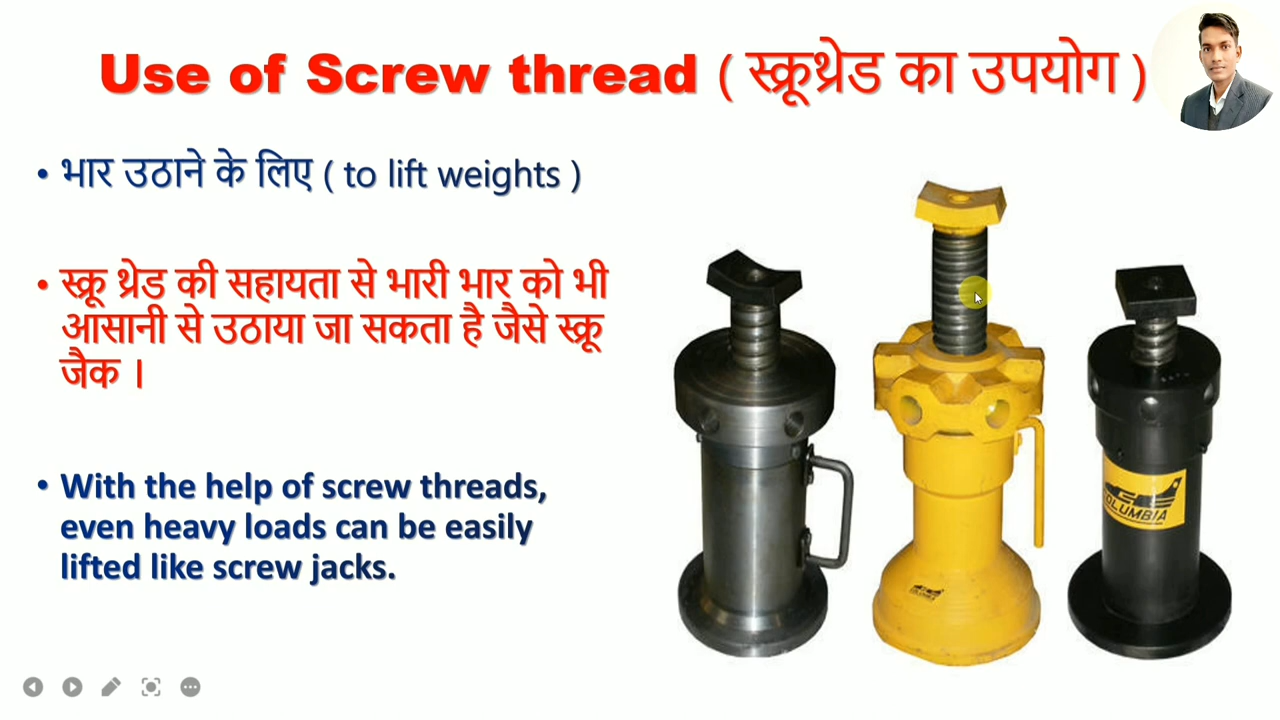 Use of Screw thread ( स्क्रूथ्रेड का उपयोग )
• भार उठाने के लिए ( to lift weights )
• स्क्रू थ्रेड की सहायता से भारी भार को भी
आसानी से उठाया जा सकता है जैसे स्क्रू
जैक ।
• With the help of screw threads,
even heavy loads can be easily
lifted like screw jacks.
COLUMBIA